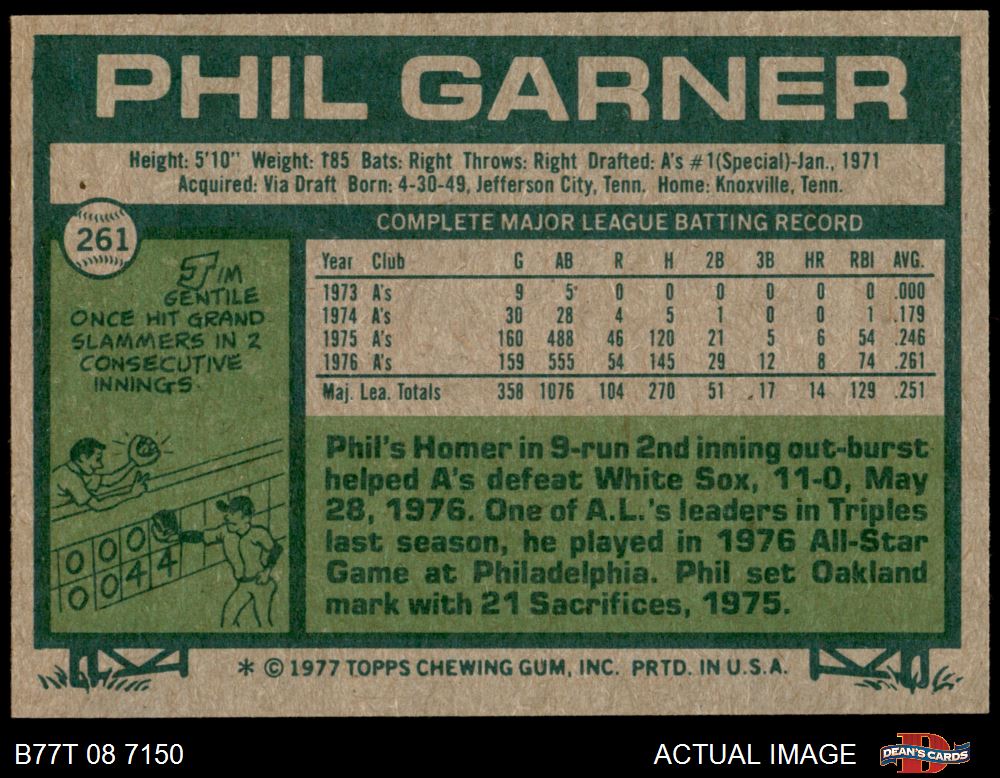 PHIL GARNER
Height: 5'10" Weight: 185 Bats: Right Throws: Right Drafted: A's #1(Special)-Jan., 1971
Acquired: Via Draft Born: 4-30-49, Jefferson City, Tenn. Home: Knoxville, Tenn.
261
COMPLETE MAJOR LEAGUE BATTING RECORD
Year Club G AB R H 2B 3B HR RBI AVG.
1973 A's 9 5 0 0 0 0 0 0 .000
1974 A's 30 28 4 5 1 0 0 1 .179
1975 A's 160 488 46 120 21 5 6 54 .246
1976 A's 159 555 54 145 29 12 8 74 .261
Maj. Lea. Totals 358 1076 104 270 51 17 14 129 .251
JIM
GENTILE
ONCE HIT GRAND
SLAMMERS IN 2
CONSECUTIVE
INNINGS.
0 0 0
0 0 4 4
Phil's Homer in 9-run 2nd inning out-burst
helped A's defeat White Sox, 11-0, May
28, 1976. One of A.L.'s leaders in Triples
last season, he played in 1976 All-Star
Game at Philadelphia. Phil set Oakland
mark with 21 Sacrifices, 1975.
* © 1977 TOPPS CHEWING GUM, INC. PRTD. IN U.S.A.
B77T 08 7150
ACTUAL IMAGE
D
DEAN'S CARDS